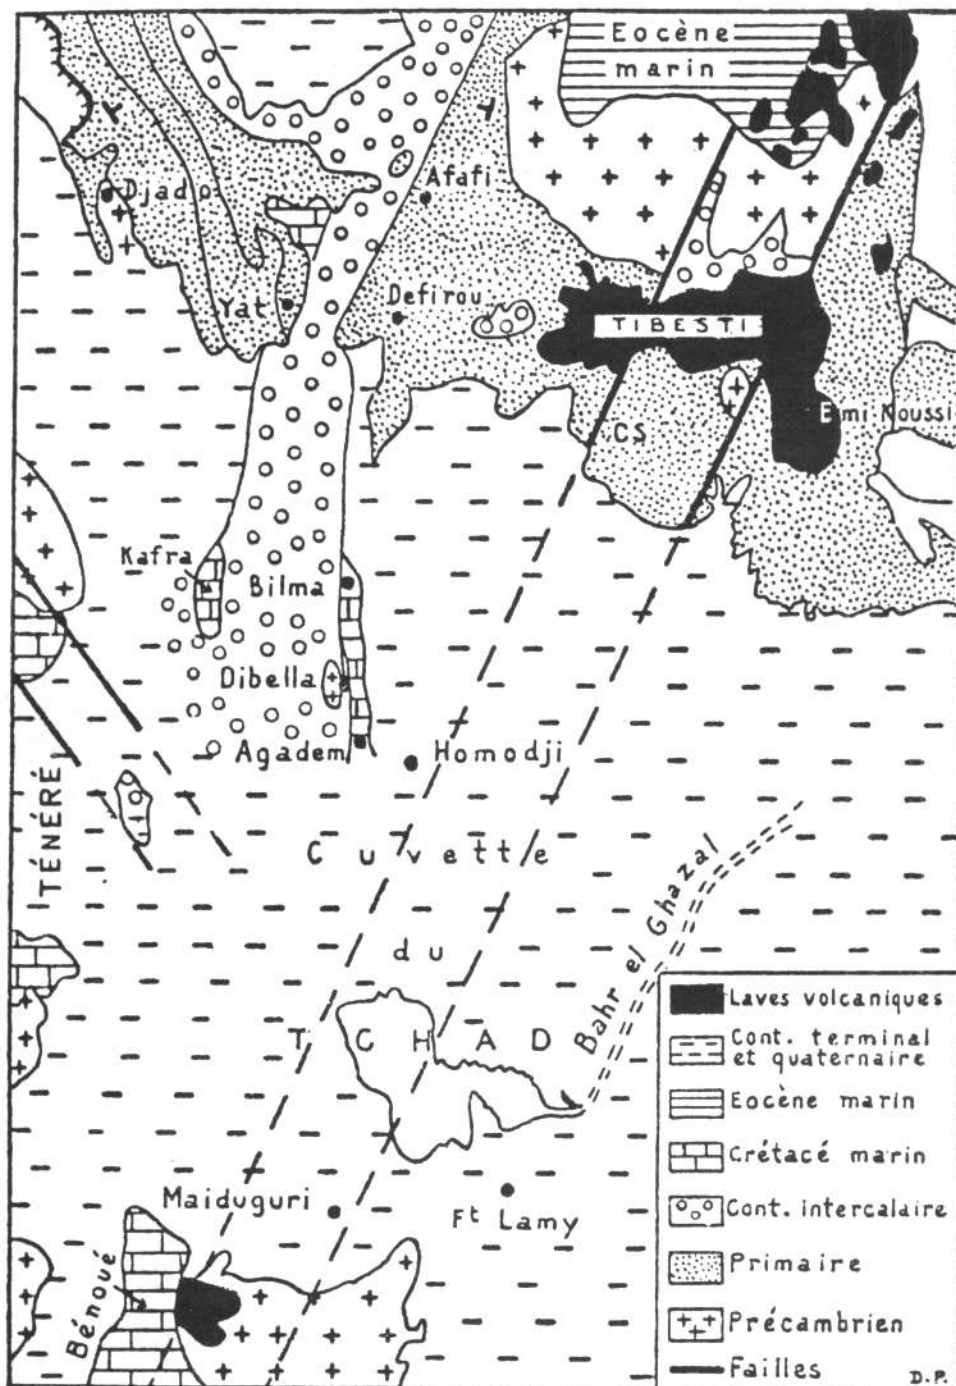 Eocène
marin
Djado
Afafi
Yat
Defirou
TIBESTI
Emi Koussi
CS
Kafra
Bilma
Dibella
Agadem
Homodji
TÉNÉRÉ
Cuvette
du
TCHAD
Bahr el Ghazal
Maiduguri
Ft Lamy
Bénoué
Laves volcaniques
Cont. terminal
et quaternaire
Eocène marin
Crétacé marin
Cont. intercalaire
Primaire
Précambrien
Failles
D.P.